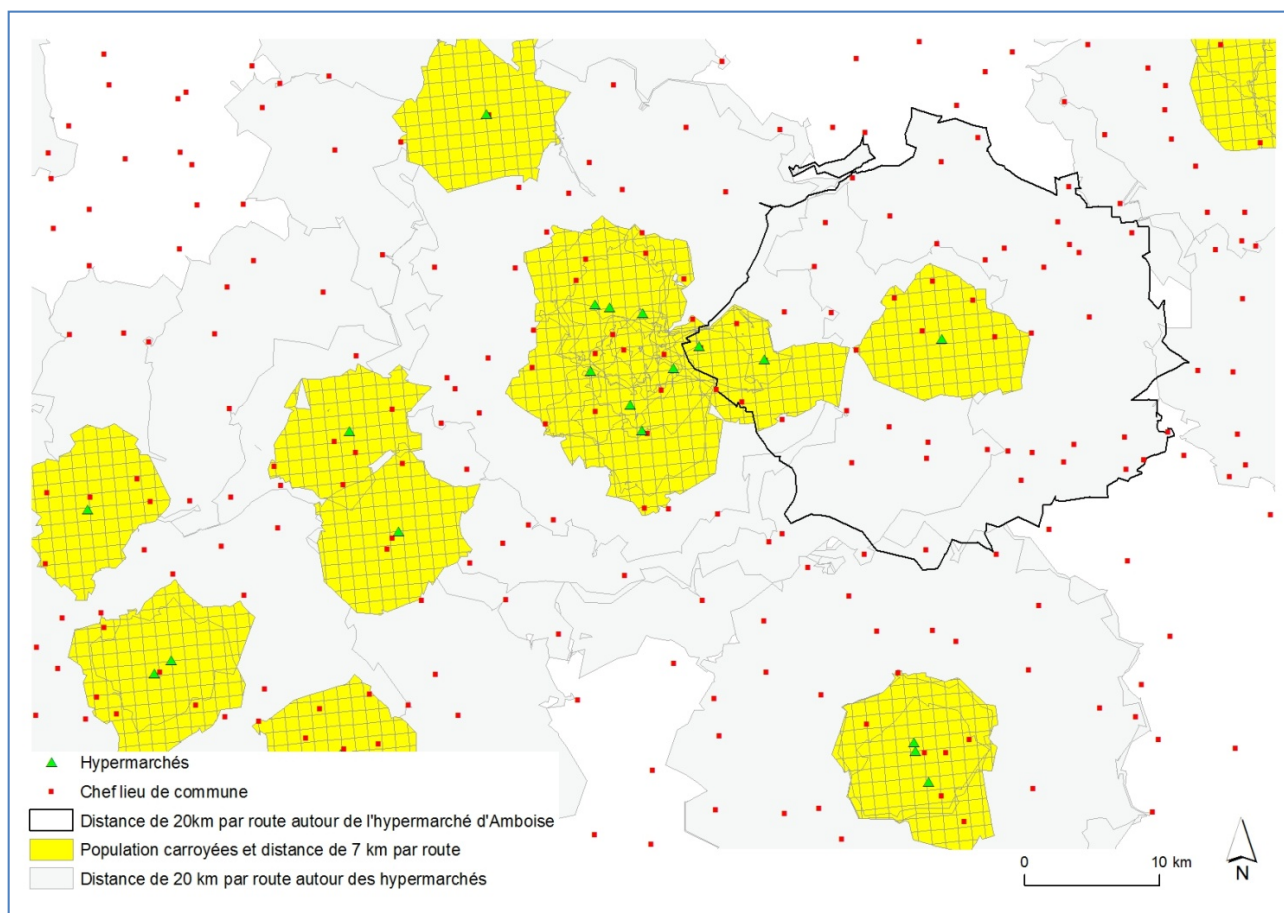 Hypermarchés
Chef lieu de commune
Distance de 20km par route autour de l'hypermarché d'Amboise
Population carroyées et distance de 7 km par route
Distance de 20 km par route autour des hypermarchés
0 10 km
N